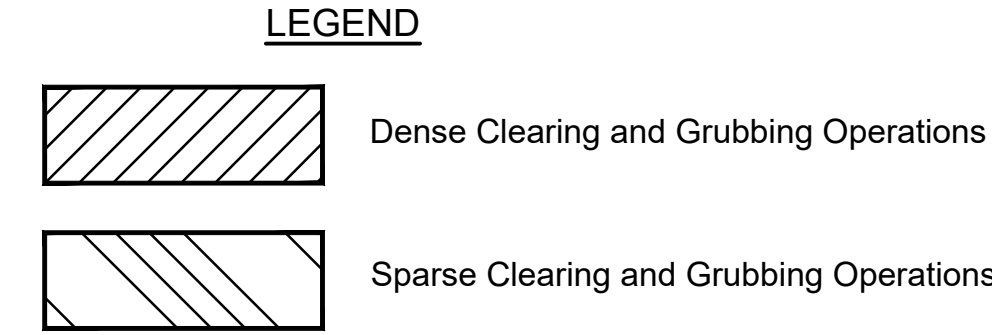 LEGEND
Dense Clearing and Grubbing Operations
Sparse Clearing and Grubbing Operations